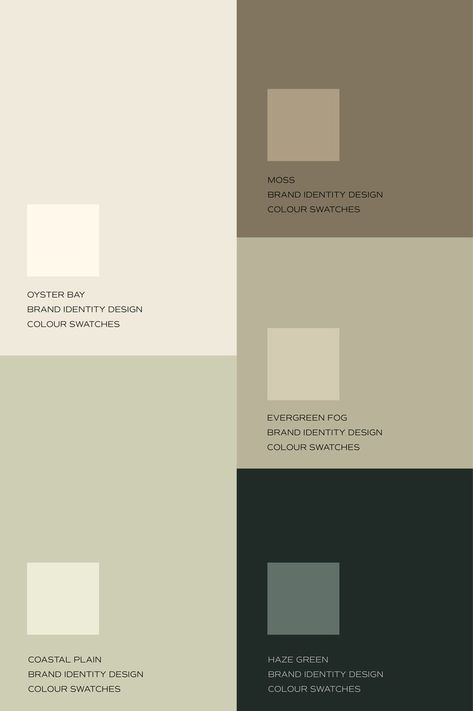 OYSTER BAY
BRAND IDENTITY DESIGN
COLOUR SWATCHES
MOSS
BRAND IDENTITY DESIGN
COLOUR SWATCHES
EVERGREEN FOG
BRAND IDENTITY DESIGN
COLOUR SWATCHES
COASTAL PLAIN
BRAND IDENTITY DESIGN
COLOUR SWATCHES
HAZE GREEN
BRAND IDENTITY DESIGN
COLOUR SWATCHES